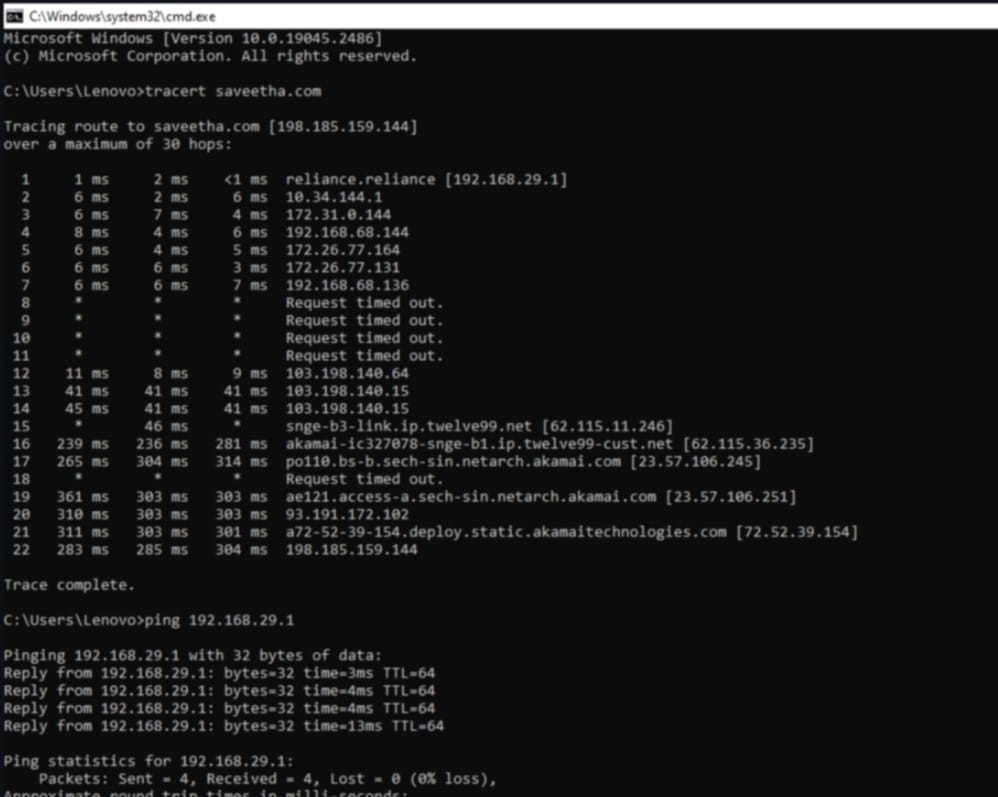 C:\Windows\system32\cmd.exe
Microsoft Windows [Version 10.0.19045.2486]
(c) Microsoft Corporation. All rights reserved.
C:\Users\Lenovo>tracert saveetha.com
Tracing route to saveetha.com [198.185.159.144]
over a maximum of 30 hops:
1 1 ms 2 ms <1 ms reliance.reliance [192.168.29.1]
2 6 ms 2 ms 6 ms 10.34.144.1
3 6 ms 7 ms 4 ms 172.31.0.144
4 8 ms 4 ms 6 ms 192.168.68.144
5 6 ms 4 ms 5 ms 172.26.77.164
6 6 ms 6 ms 3 ms 172.26.77.131
7 6 ms 6 ms 7 ms 192.168.68.136
8 * * * Request timed out.
9 * * * Request timed out.
10 * * * Request timed out.
11 * * * Request timed out.
12 11 ms 8 ms 9 ms 103.198.140.64
13 41 ms 41 ms 41 ms 103.198.140.15
14 45 ms 41 ms 41 ms 103.198.140.15
15 * 46 ms * snge-b3-link.ip.twelve99.net [62.115.11.246]
16 239 ms 236 ms 281 ms akamai-ic327078-snge-b1.ip.twelve99-cust.net [62.115.36.235]
17 265 ms 304 ms 314 ms po110.bs-b.sech-sin.netarch.akamai.com [23.57.106.245]
18 * * * Request timed out.
19 361 ms 303 ms 303 ms ae121.access-a.sech-sin.netarch.akamai.com [23.57.106.251]
20 310 ms 303 ms 303 ms 93.191.172.102
21 311 ms 303 ms 301 ms a72-52-39-154.deploy.static.akamaitechnologies.com [72.52.39.154]
22 283 ms 285 ms 304 ms 198.185.159.144
Trace complete.
C:\Users\Lenovo>ping 192.168.29.1
Pinging 192.168.29.1 with 32 bytes of data:
Reply from 192.168.29.1: bytes=32 time=3ms TTL=64
Reply from 192.168.29.1: bytes=32 time=4ms TTL=64
Reply from 192.168.29.1: bytes=32 time=4ms TTL=64
Reply from 192.168.29.1: bytes=32 time=13ms TTL=64
Ping statistics for 192.168.29.1:
Packets: Sent = 4, Received = 4, Lost = 0 (0% loss),
Approximate round trip times in milli-seconds: